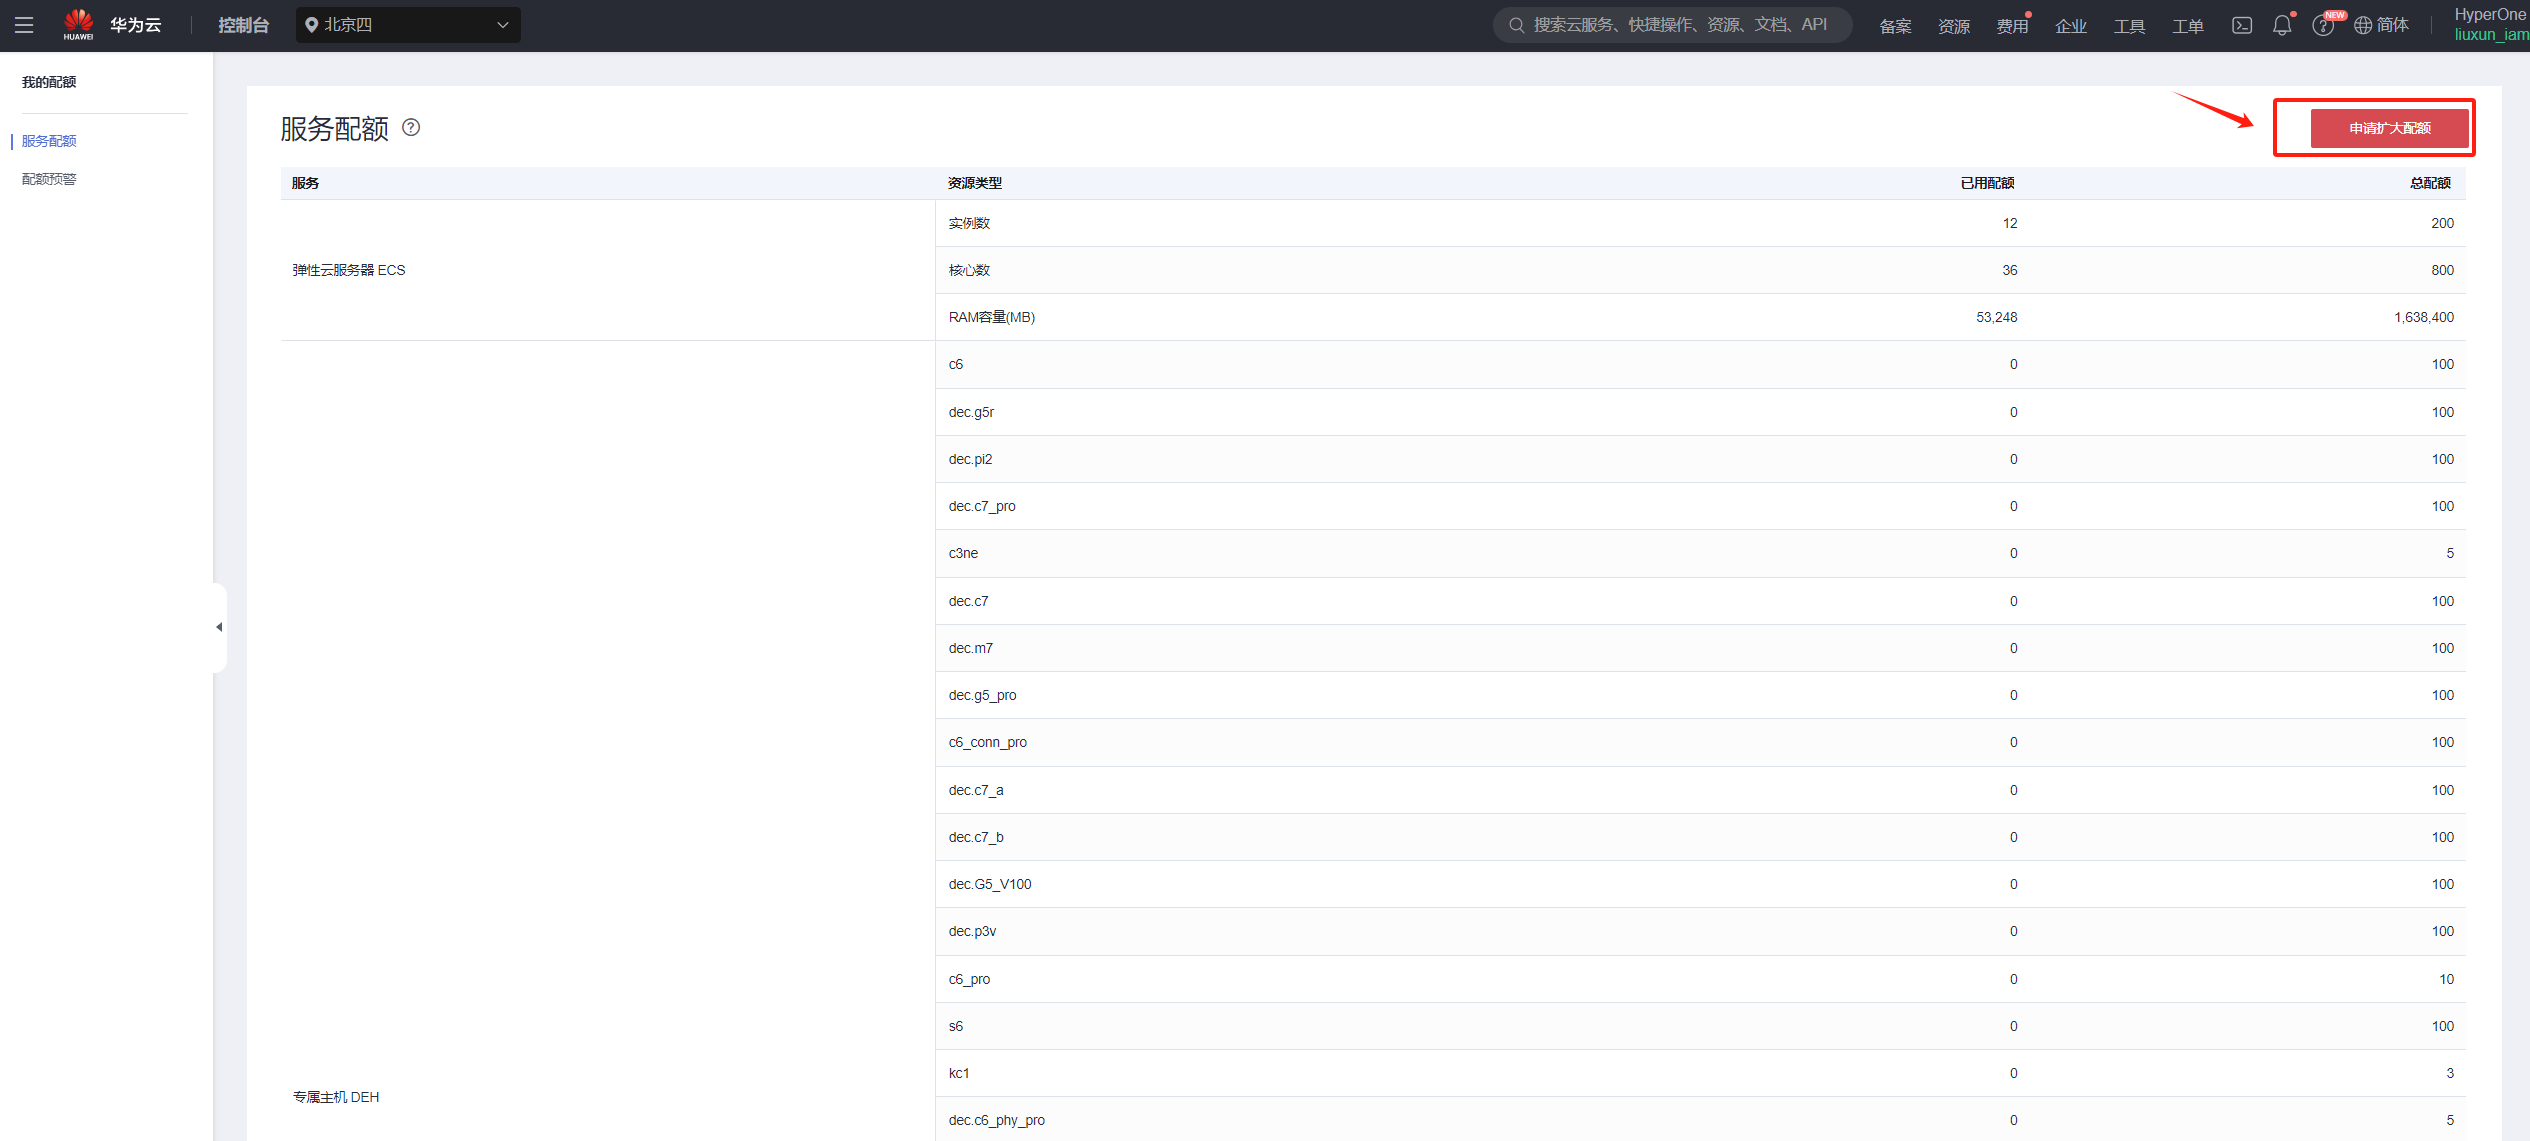 HUAWEI 华为云 控制台 北京四 搜索云服务、快捷操作、资源、文档、API 备案 资源 费用 企业 工具 工单 NEW 简体 HyperOne
liuxun_iam
我的配额
服务配额
配额预警
服务配额
申请扩大配额
服务 资源类型 已用配额 总配额
弹性云服务器 ECS
实例数 12 200
核心数 36 800
RAM容量(MB) 53,248 1,638,400
专属主机 DEH
c6 0 100
dec.g5r 0 100
dec.pi2 0 100
dec.c7_pro 0 100
c3ne 0 5
dec.c7 0 100
dec.m7 0 100
dec.g5_pro 0 100
c6_conn_pro 0 100
dec.c7_a 0 100
dec.c7_b 0 100
dec.G5_V100 0 100
dec.p3v 0 100
c6_pro 0 10
s6 0 100
kc1 0 3
dec.c6_phy_pro 0 5